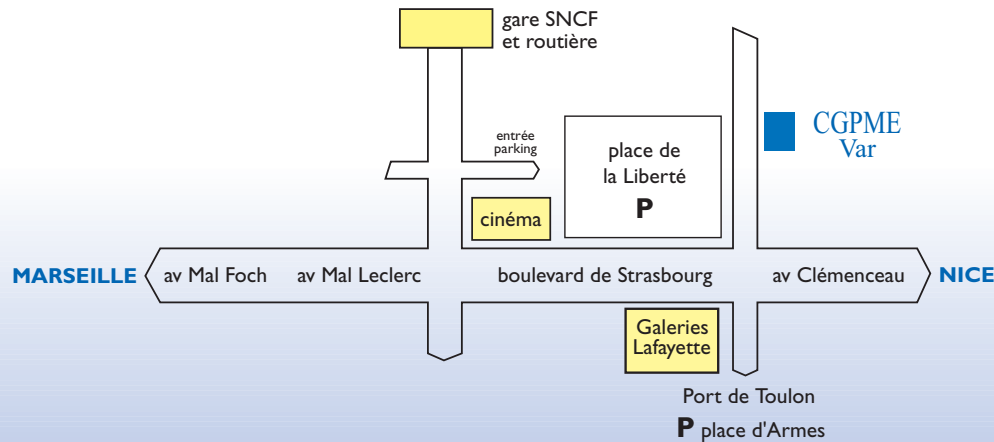 gare SNCF
et routière
CGPME
Var
entrée
parking
place de
la Liberté
P
cinéma
MARSEILLE
av Mal Foch
av Mal Leclerc
boulevard de Strasbourg
av Clémenceau
NICE
Galeries
Lafayette
Port de Toulon
P place d'Armes